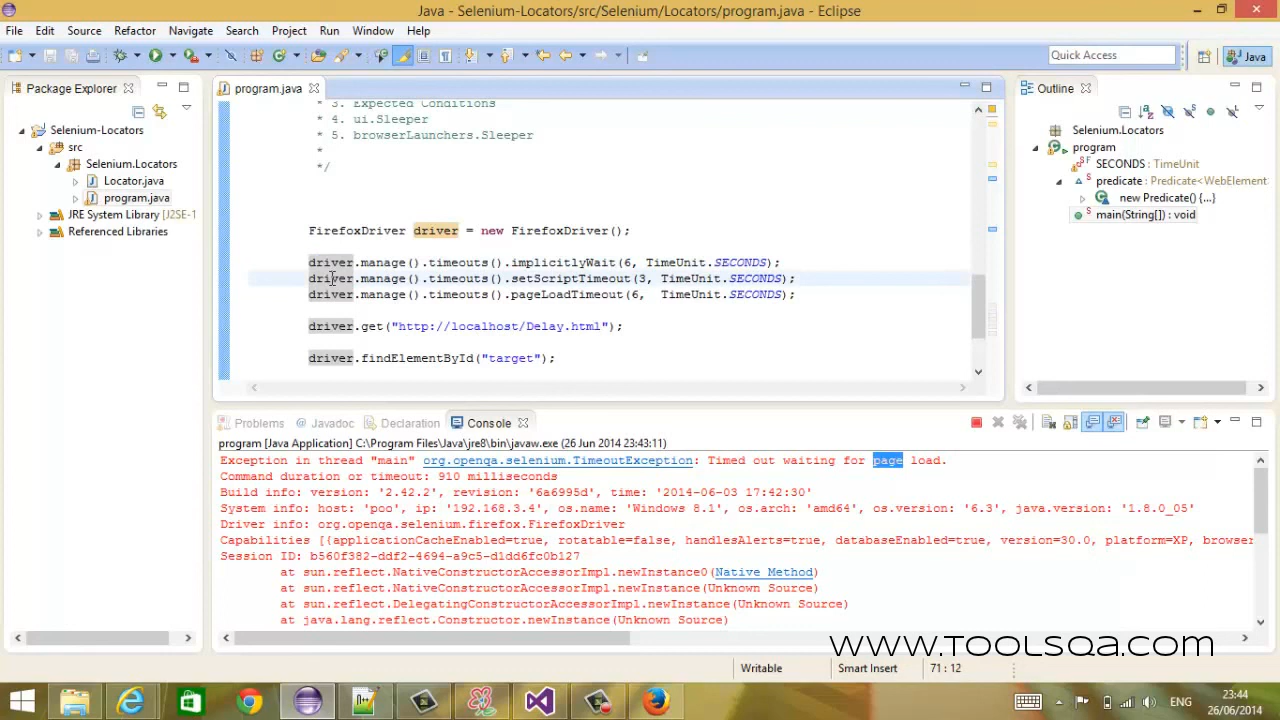 Java - Selenium-Locators/src/Selenium/Locators/program.java - Eclipse
File Edit Source Refactor Navigate Search Project Run Window Help
Quick Access
Java
Package Explorer
Selenium-Locators
src
Selenium.Locators
Locator.java
program.java
JRE System Library [J2SE-1
Referenced Libraries
program.java
* 3. Expected Conditions
* 4. ui.Sleeper
* 5. browserLaunchers.Sleeper
*
*/
FirefoxDriver driver = new FirefoxDriver();
driver.manage().timeouts().implicitlyWait(6, TimeUnit.SECONDS);
driver.manage().timeouts().setScriptTimeout(3, TimeUnit.SECONDS);
driver.manage().timeouts().pageLoadTimeout(6,  TimeUnit.SECONDS);
driver.get("http://localhost/Delay.html");
driver.findElementById("target");
Outline
Selenium.Locators
program
SECONDS : TimeUnit
predicate : Predicate<WebElement
new Predicate() {...}
main(String[]) : void
Problems @ Javadoc Declaration Console
program [Java Application] C:\Program Files\Java\jre8\bin\javaw.exe (26 Jun 2014 23:43:11)
Exception in thread "main" org.openqa.selenium.TimeoutException: Timed out waiting for page load.
Command duration or timeout: 910 milliseconds
Build info: version: '2.42.2', revision: '6a6995d', time: '2014-06-03 17:42:30'
System info: host: 'poo', ip: '192.168.3.4', os.name: 'Windows 8.1', os.arch: 'amd64', os.version: '6.3', java.version: '1.8.0_05'
Driver info: org.openqa.selenium.firefox.FirefoxDriver
Capabilities [{applicationCacheEnabled=true, rotatable=false, handlesAlerts=true, databaseEnabled=true, version=30.0, platform=XP, browser
Session ID: b560f382-ddf2-4694-a9c5-d1dd6fc0b127
at sun.reflect.NativeConstructorAccessorImpl.newInstance0(Native Method)
at sun.reflect.NativeConstructorAccessorImpl.newInstance(Unknown Source)
at sun.reflect.DelegatingConstructorAccessorImpl.newInstance(Unknown Source)
at java.lang.reflect.Constructor.newInstance(Unknown Source)
www.TOOLSQA.com
Writable Smart Insert 71 : 12
ENG
23:44
26/06/2014